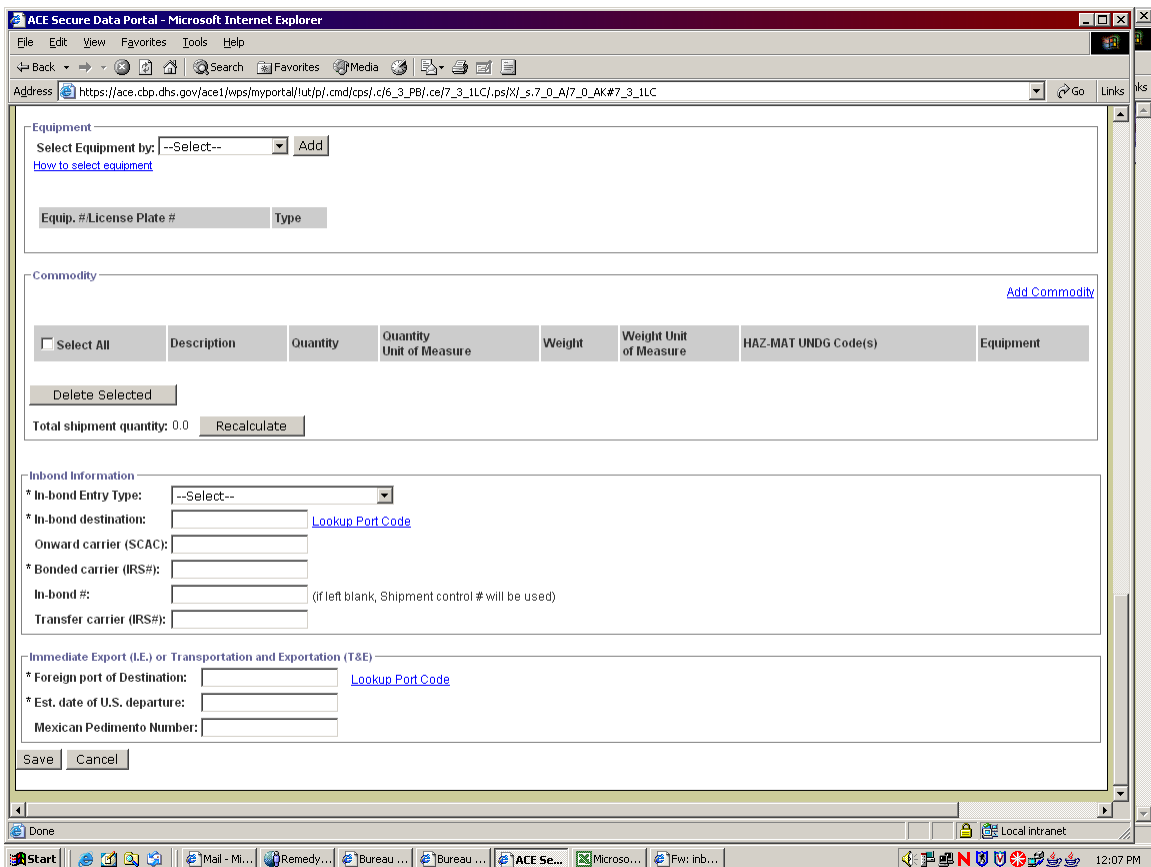 ACE Secure Data Portal - Microsoft Internet Explorer
File Edit View Favorites Tools Help
Back Search Favorites Media
Address https://ace.cbp.dhs.gov/ace1/wps/myportal/!ut/p/.cmd/cps/.c/6_3_PB/.ce/7_3_1LC/.ps/X/_s.7_0_A/7_0_AK#7_3_1LC Go Links
Equipment
Select Equipment by: --Select-- Add
How to select equipment
Equip. #/License Plate # Type
Commodity
Add Commodity
Select All Description Quantity Quantity Unit of Measure Weight Weight Unit of Measure HAZ-MAT UNDG Code(s) Equipment
Delete Selected
Total shipment quantity: 0.0 Recalculate
Inbond Information
* In-bond Entry Type: --Select--
* In-bond destination: Lookup Port Code
Onward carrier (SCAC):
* Bonded carrier (IRS#):
In-bond #: (if left blank, Shipment control # will be used)
Transfer carrier (IRS#):
Immediate Export (I.E.) or Transportation and Exportation (T&E)
* Foreign port of Destination: Lookup Port Code
* Est. date of U.S. departure:
Mexican Pedimento Number:
Save Cancel
Done Local intranet
Start Mail - Mi... Remedy... Bureau ... Bureau ... ACE Se... Microso... Fw: inb... 12:07 PM